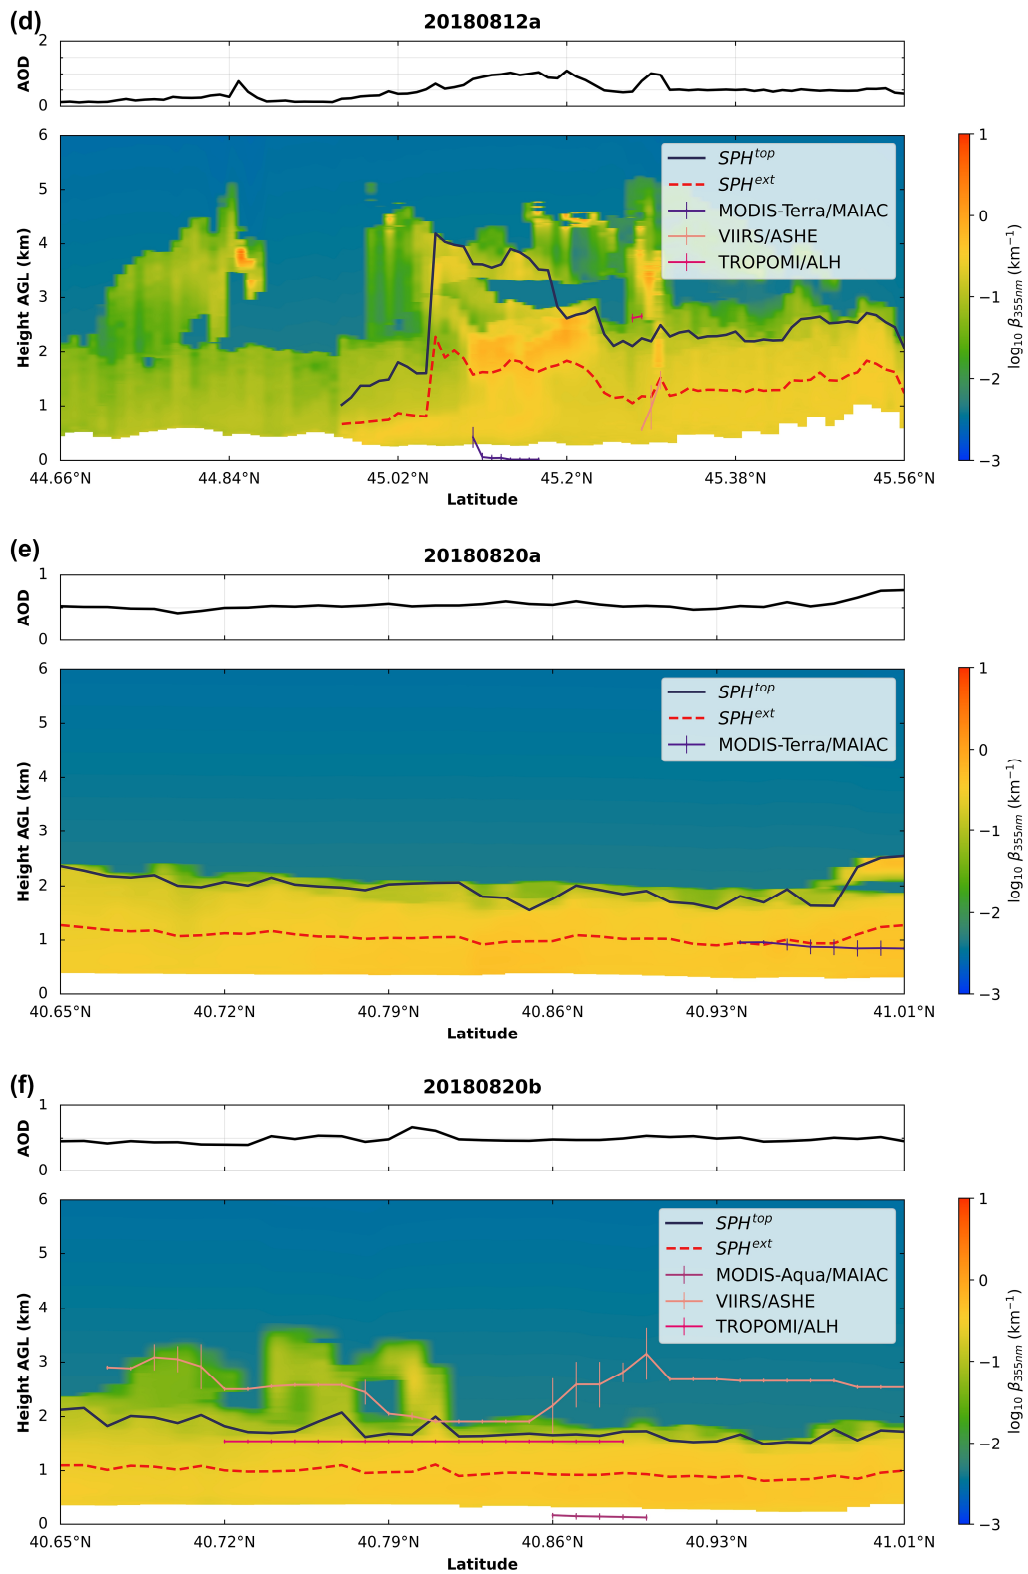 (d)
20180812a
2
0
AOD
6
5
4
3
2
1
0
Height AGL (km)
SPH^top
SPH^ext
MODIS-Terra/MAIAC
VIIRS/ASHE
TROPOMI/ALH
44.66°N 44.84°N 45.02°N 45.2°N 45.38°N 45.56°N
Latitude
1
0
−1
−2
−3
log10 β355nm (km−1)
(e)
20180820a
1
0
AOD
6
5
4
3
2
1
0
Height AGL (km)
SPH^top
SPH^ext
MODIS-Terra/MAIAC
40.65°N 40.72°N 40.79°N 40.86°N 40.93°N 41.01°N
Latitude
1
0
−1
−2
−3
log10 β355nm (km−1)
(f)
20180820b
1
0
AOD
6
5
4
3
2
1
0
Height AGL (km)
SPH^top
SPH^ext
MODIS-Aqua/MAIAC
VIIRS/ASHE
TROPOMI/ALH
40.65°N 40.72°N 40.79°N 40.86°N 40.93°N 41.01°N
Latitude
1
0
−1
−2
−3
log10 β355nm (km−1)